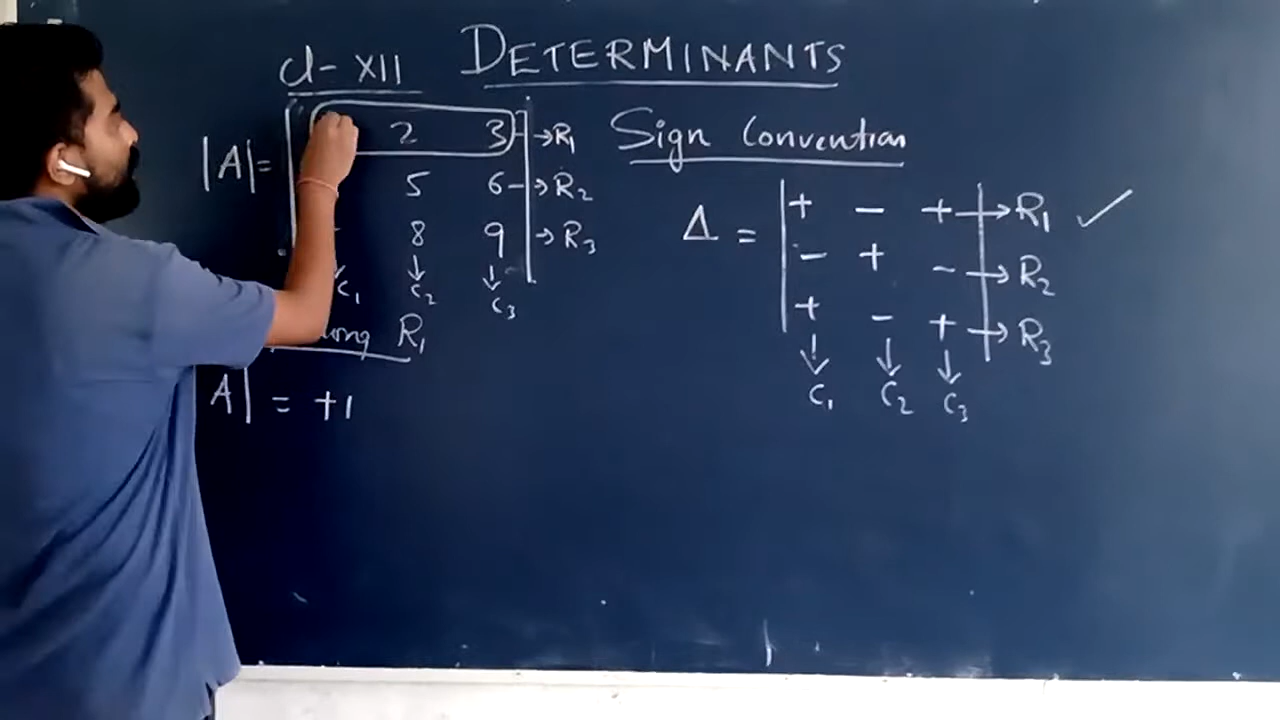 Cl- XII DETERMINANTS
|A|= 2 3 →R₁
5 6 →R₂
8 9 →R₃
C₁ C₂ C₃
R₁
A| = +1
Sign Convention
Δ = | + - + | →R₁ ✓
- + - →R₂
+ - + →R₃
↓ ↓ ↓
C₁ C₂ C₃